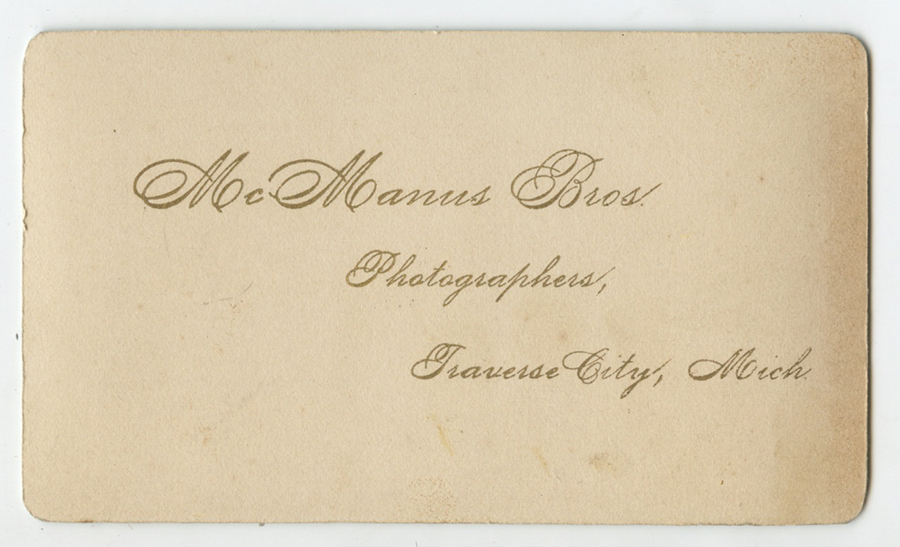 McManus Bros.
Photographers,
Traverse City, Mich.